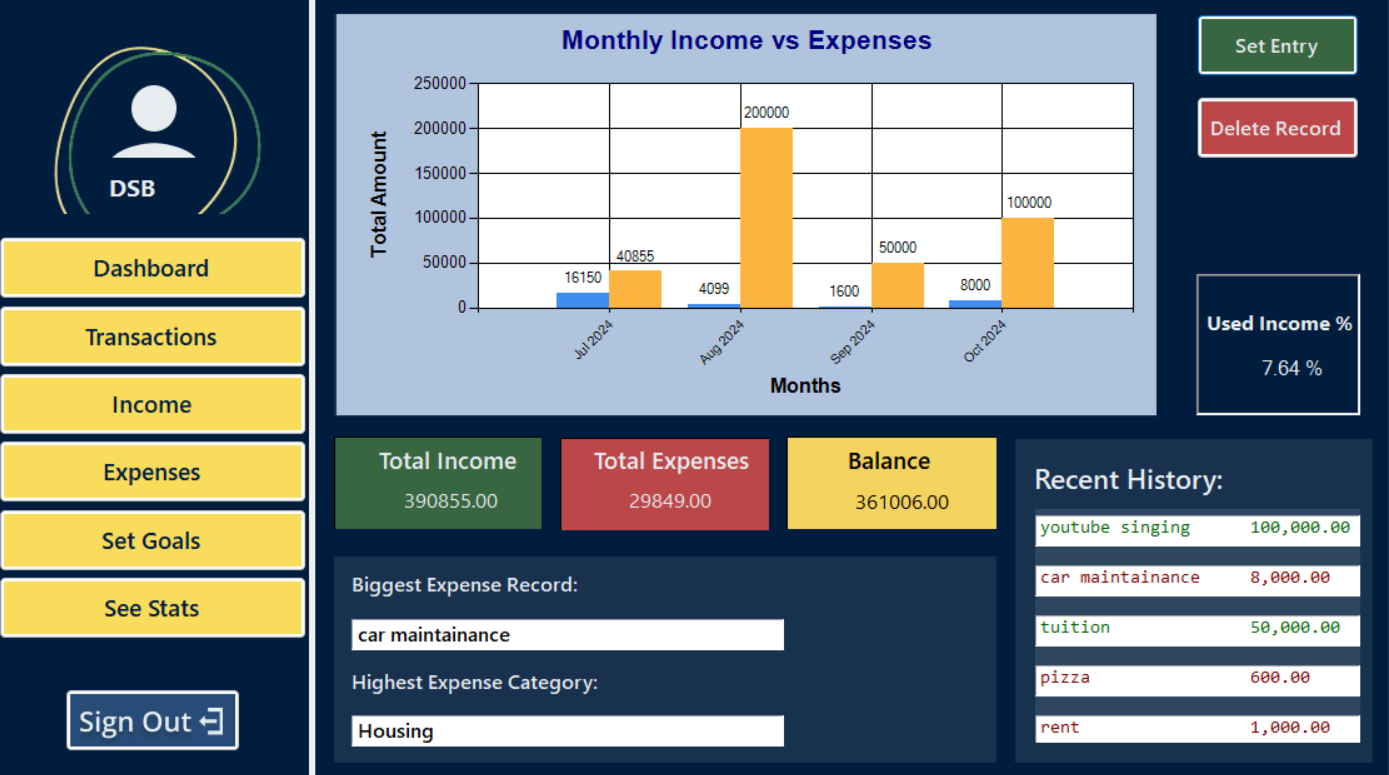 DSB
Dashboard
Transactions
Income
Expenses
Set Goals
See Stats
Sign Out
Monthly Income vs Expenses
Total Amount
250000
200000
150000
100000
50000
0
16150
40855
4099
200000
1600
50000
8000
100000
Jul 2024
Aug 2024
Sep 2024
Oct 2024
Months
Set Entry
Delete Record
Used Income %
7.64 %
Total Income
390855.00
Total Expenses
29849.00
Balance
361006.00
Biggest Expense Record:
car maintainance
Highest Expense Category:
Housing
Recent History:
youtube singing 100,000.00
car maintainance 8,000.00
tuition 50,000.00
pizza 600.00
rent 1,000.00